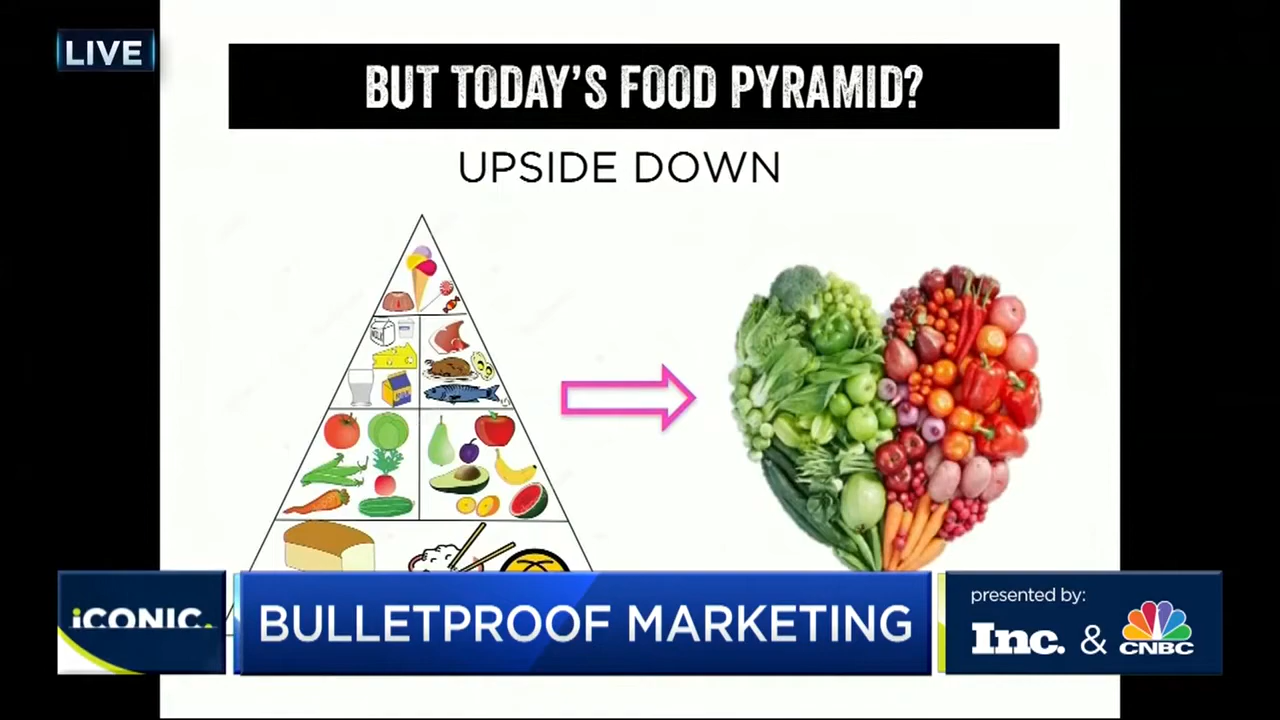 LIVE
BUT TODAY'S FOOD PYRAMID?
UPSIDE DOWN
iCONIC.
BULLETPROOF MARKETING
presented by:
Inc. & CNBC